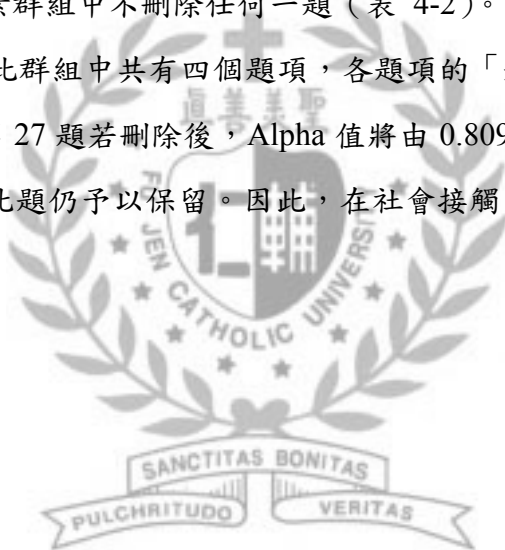 群組中不刪除任何一題（表 4-2）。
此群組中共有四個題項，各題項的「
27 題若刪除後，Alpha 值將由 0.809
題仍予以保留。因此，在社會接觸
真善美聖
FU JEN CATHOLIC UNIVERSITY
SANCTITAS BONITAS
PULCHRITUDO VERITAS